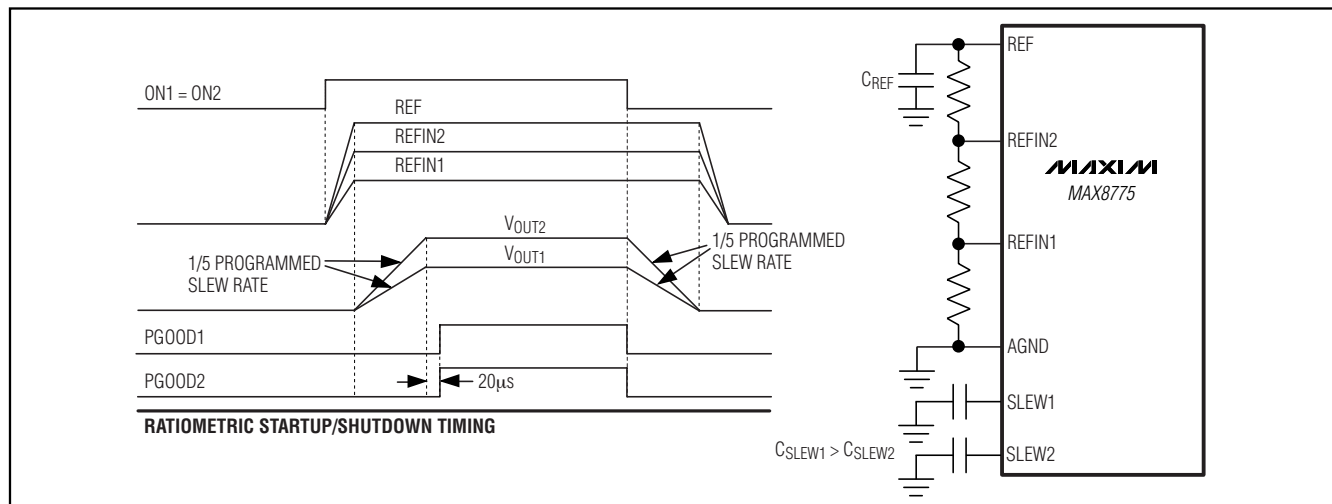 ON1 = ON2
REF
REFIN2
REFIN1
VOUT2
VOUT1
1/5 PROGRAMMED
SLEW RATE
1/5 PROGRAMMED
SLEW RATE
PGOOD1
PGOOD2
20μs
RATIOMETRIC STARTUP/SHUTDOWN TIMING
REF
CREF
REFIN2
MAXIM
MAX8775
REFIN1
AGND
SLEW1
CSLEW1 > CSLEW2
SLEW2